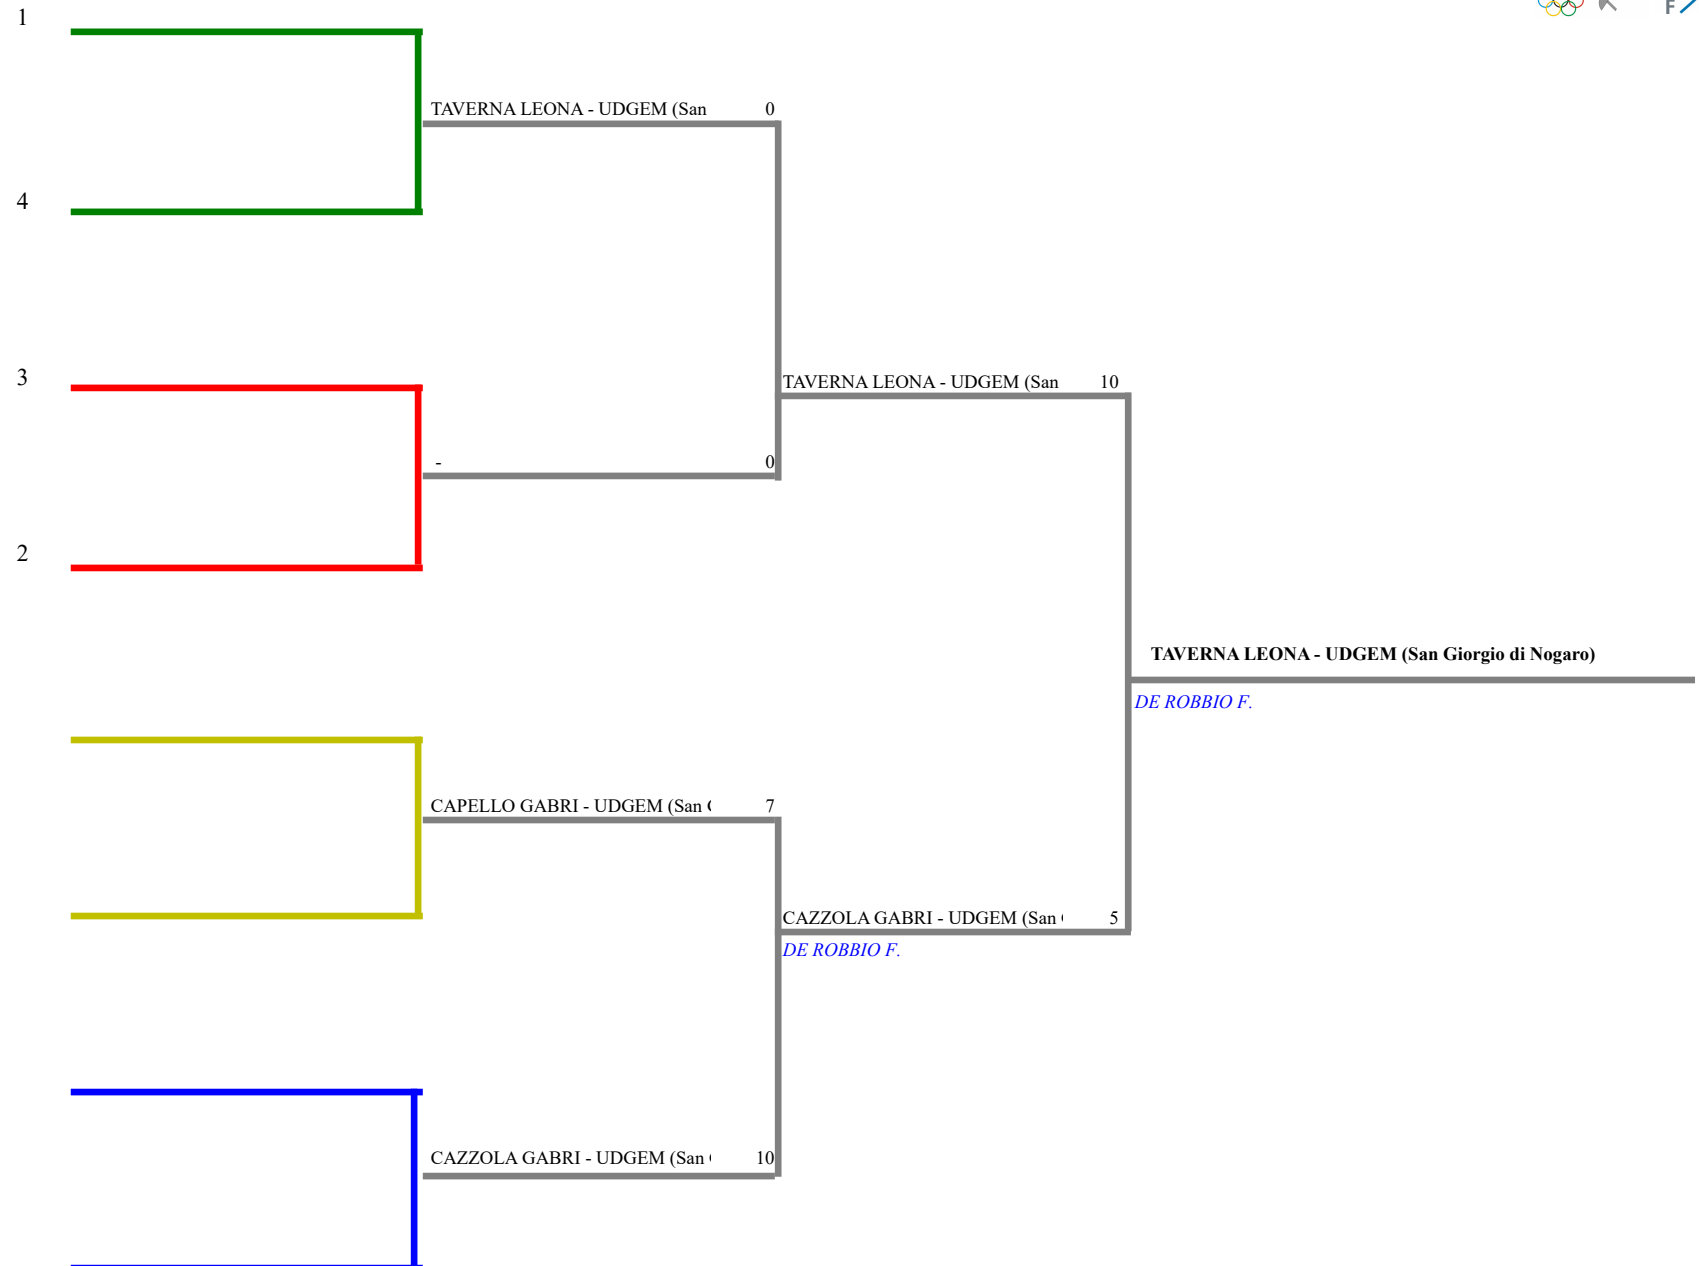 1
F
TAVERNA LEONA - UDGEM (San 0
4
3
TAVERNA LEONA - UDGEM (San 10
- 0
2
TAVERNA LEONA - UDGEM (San Giorgio di Nogaro)
DE ROBBIO F.
CAPELLO GABRI - UDGEM (San 7
CAZZOLA GABRI - UDGEM (San 5
DE ROBBIO F.
CAZZOLA GABRI - UDGEM (San 10